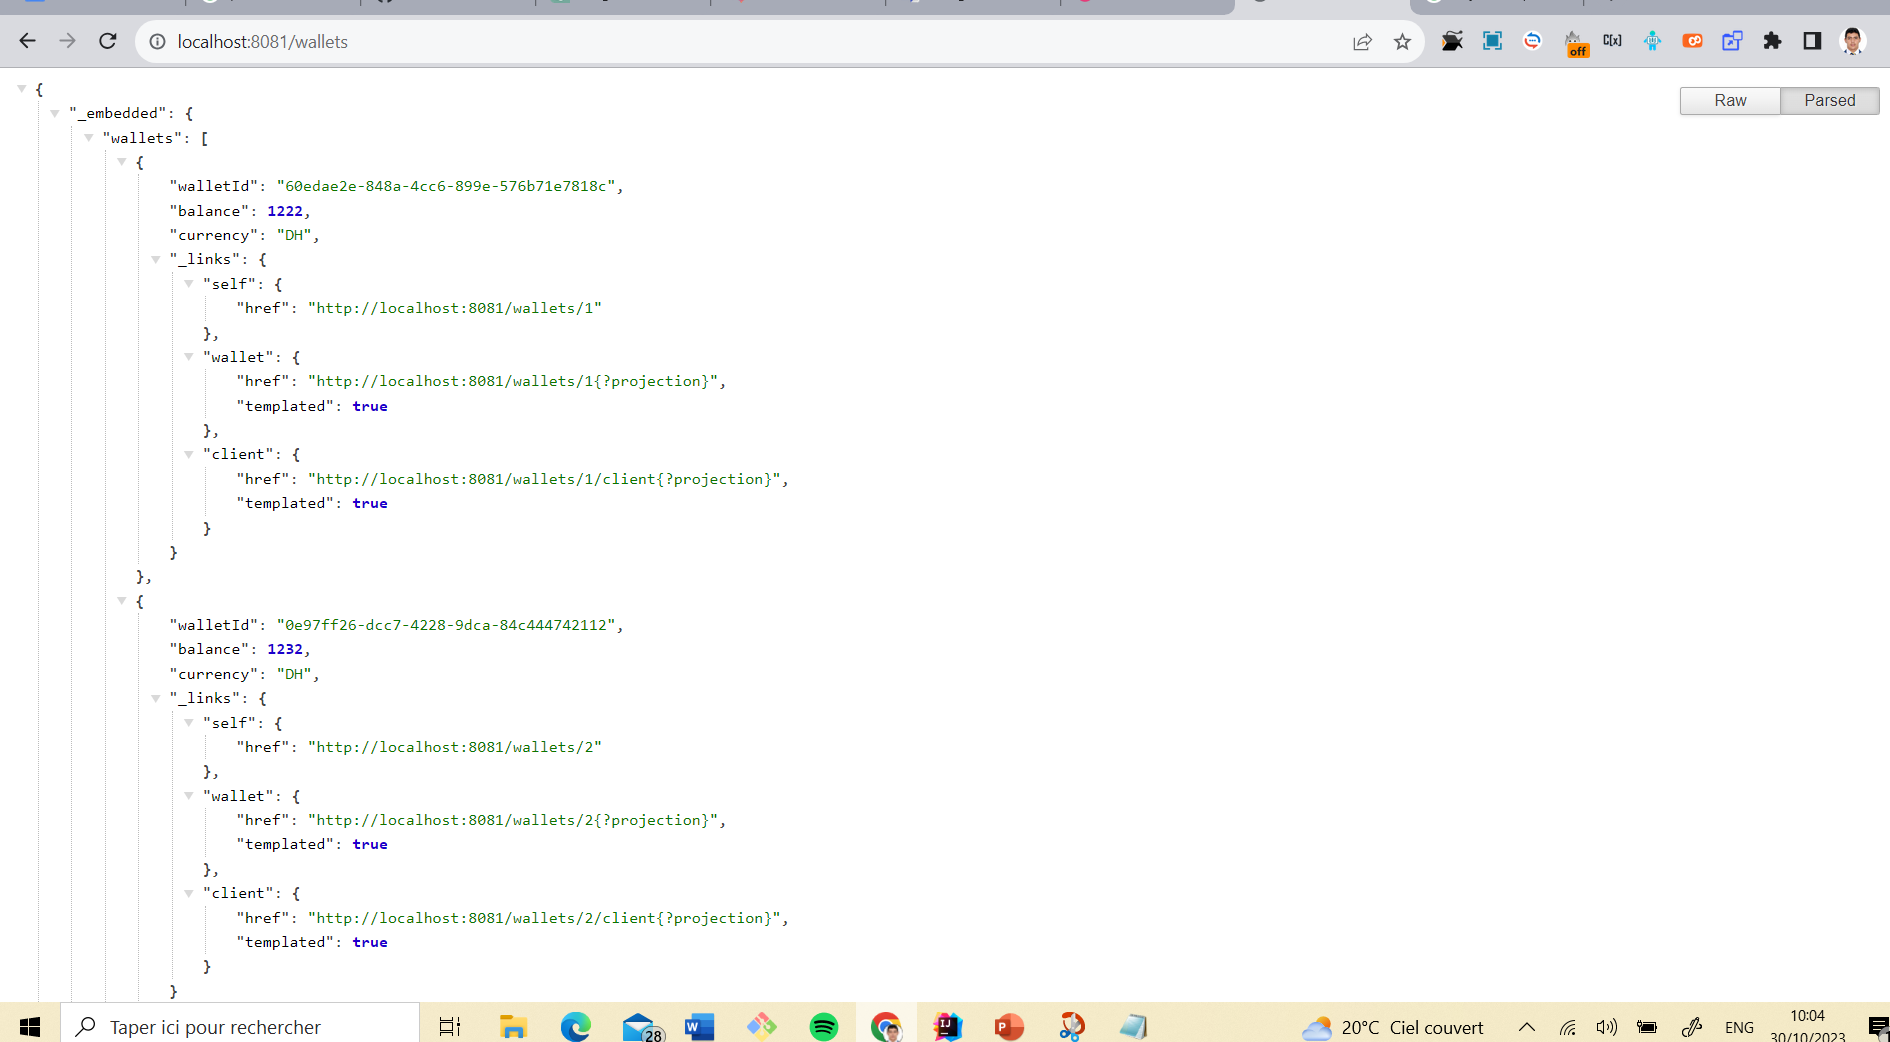 localhost:8081/wallets
off
C[x]
Raw
Parsed
{
"_embedded": {
"wallets": [
{
"walletId": "60edae2e-848a-4cc6-899e-576b71e7818c",
"balance": 1222,
"currency": "DH",
"_links": {
"self": {
"href": "http://localhost:8081/wallets/1"
},
"wallet": {
"href": "http://localhost:8081/wallets/1{?projection}",
"templated": true
},
"client": {
"href": "http://localhost:8081/wallets/1/client{?projection}",
"templated": true
}
}
},
{
"walletId": "0e97ff26-dcc7-4228-9dca-84c444742112",
"balance": 1232,
"currency": "DH",
"_links": {
"self": {
"href": "http://localhost:8081/wallets/2"
},
"wallet": {
"href": "http://localhost:8081/wallets/2{?projection}",
"templated": true
},
"client": {
"href": "http://localhost:8081/wallets/2/client{?projection}",
"templated": true
}
}
Taper ici pour rechercher
28
20°C Ciel couvert
ENG
10:04
30/10/2023